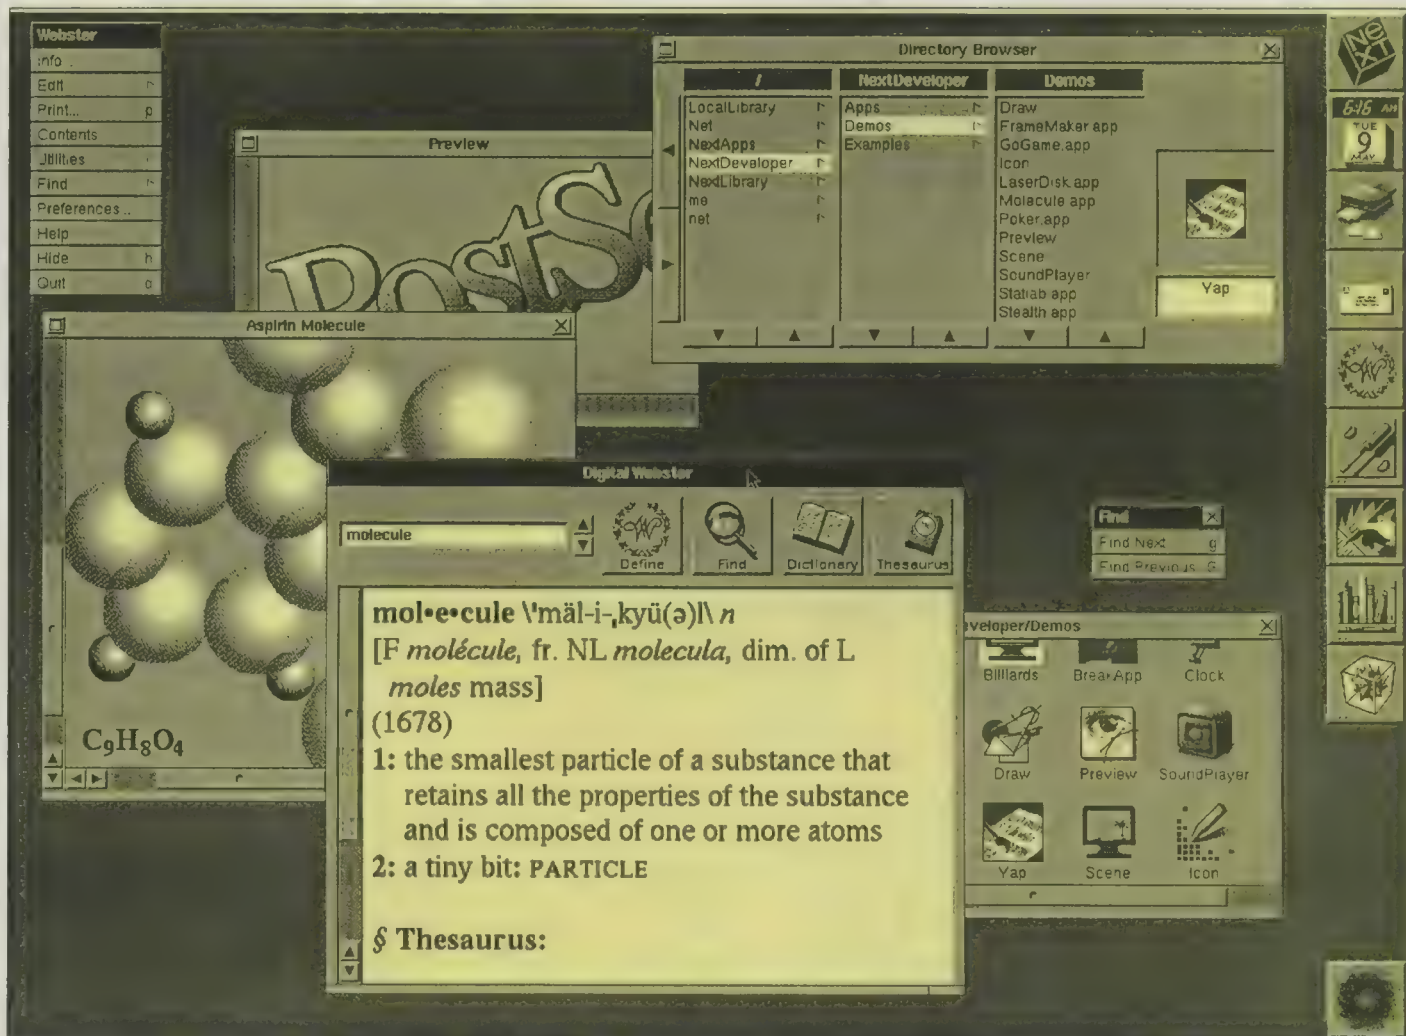 Webster
Info...
Edit
Print... p
Contents
Utilities
Find
Preferences...
Help
Hide h
Quit q
Preview
PostSc
Directory Browser
/
LocalLibrary
Net
NextApps
NextDeveloper
NextLibrary
me
net
NextDeveloper
Apps
Demos
Examples
Demos
Draw
FrameMaker.app
GoGame.app
Icon
LaserDisk.app
Molecule.app
Poker.app
Preview
Scene
SoundPlayer
Statlab.app
Stealth.app
Yap
NeXT
6:16 AM
TUE
9
MAY
Aspirin Molecule
C₉H₈O₄
Digital Webster
molecule
Define
Find
Dictionary
Thesaurus
mol•e•cule \'mäl-i-ˌkyü(ə)l\ n
[F molécule, fr. NL molecula, dim. of L
moles mass]
(1678)
1: the smallest particle of a substance that
retains all the properties of the substance
and is composed of one or more atoms
2: a tiny bit: PARTICLE
§ Thesaurus:
Find
Find Next g
Find Previous G
veloper/Demos
Billiards
BreakApp
Clock
Draw
Preview
SoundPlayer
Yap
Scene
Icon